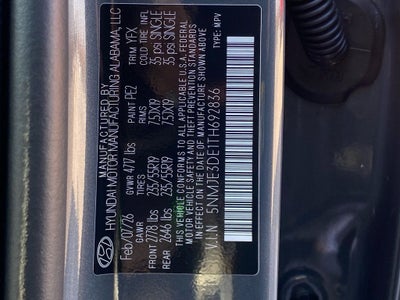 MANUFACTURED BY
HYUNDAI MOTOR MANUFACTURING ALABAMA, LLC
Feb/07/26 PAINT PE2 TRIM YFX
GVWR 4717 lbs TIRES RIMS COLD TIRE INFL
FRONT 2778 lbs 235/55R19 7.5JX19 35 PSI SINGLE
REAR 2646 lbs 235/55R19 7.5JX19 35 PSI SINGLE
THIS VEHICLE CONFORMS TO ALL APPLICABLE U.S.A. FEDERAL
MOTOR VEHICLE SAFETY AND THEFT PREVENTION STANDARDS
IN EFFECT ON THE DATE OF MANUFACTURE SHOWN ABOVE.
TYPE: MPV
V.I.N 5NMJE3DE1TH692836